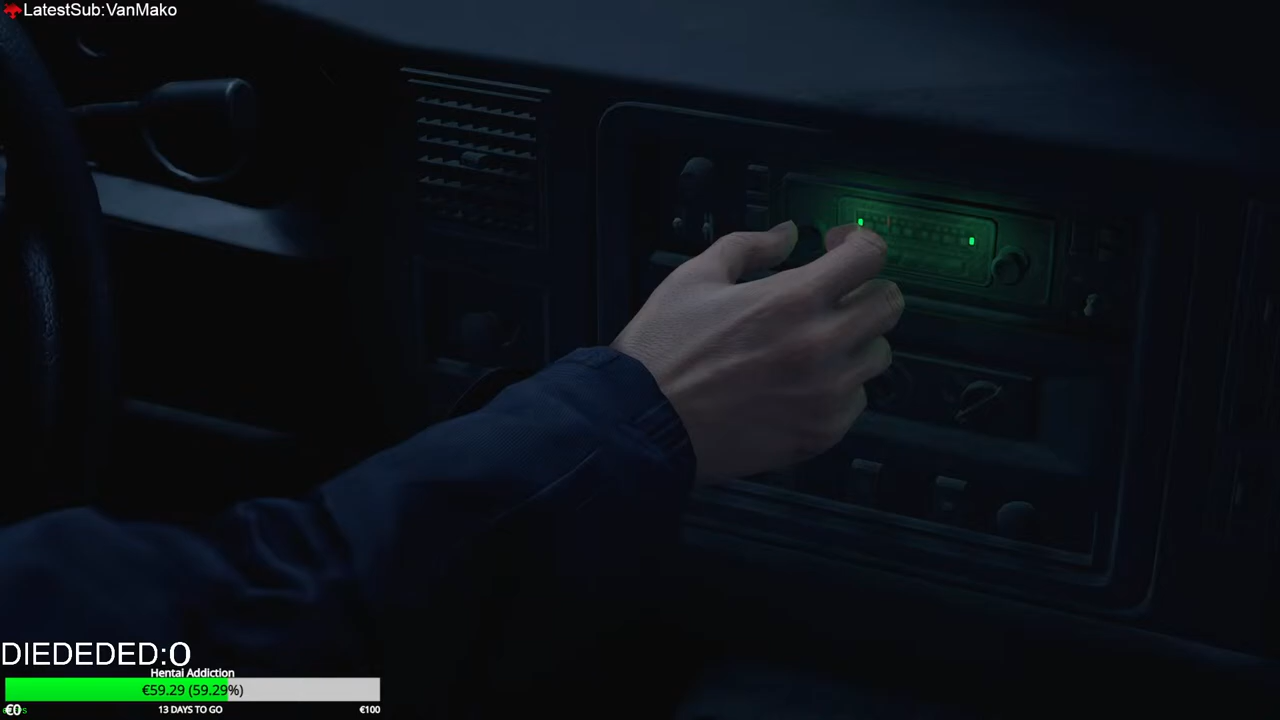 LatestSub:VanMako
DIEDEDED:0
Hentai Addiction
€59.29 (59.29%)
€0
13 DAYS TO GO
€100